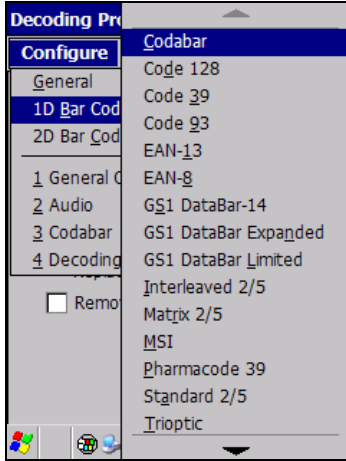 Decoding Pr
Configure
General
1D Bar Cod
2D Bar Cod
1 General
2 Audio
3 Codabar
4 Decoding
Remo
Codabar
Code 128
Code 39
Code 93
EAN-13
EAN-8
GS1 DataBar-14
GS1 DataBar Expanded
GS1 DataBar Limited
Interleaved 2/5
Matrix 2/5
MSI
Pharmacode 39
Standard 2/5
Trioptic